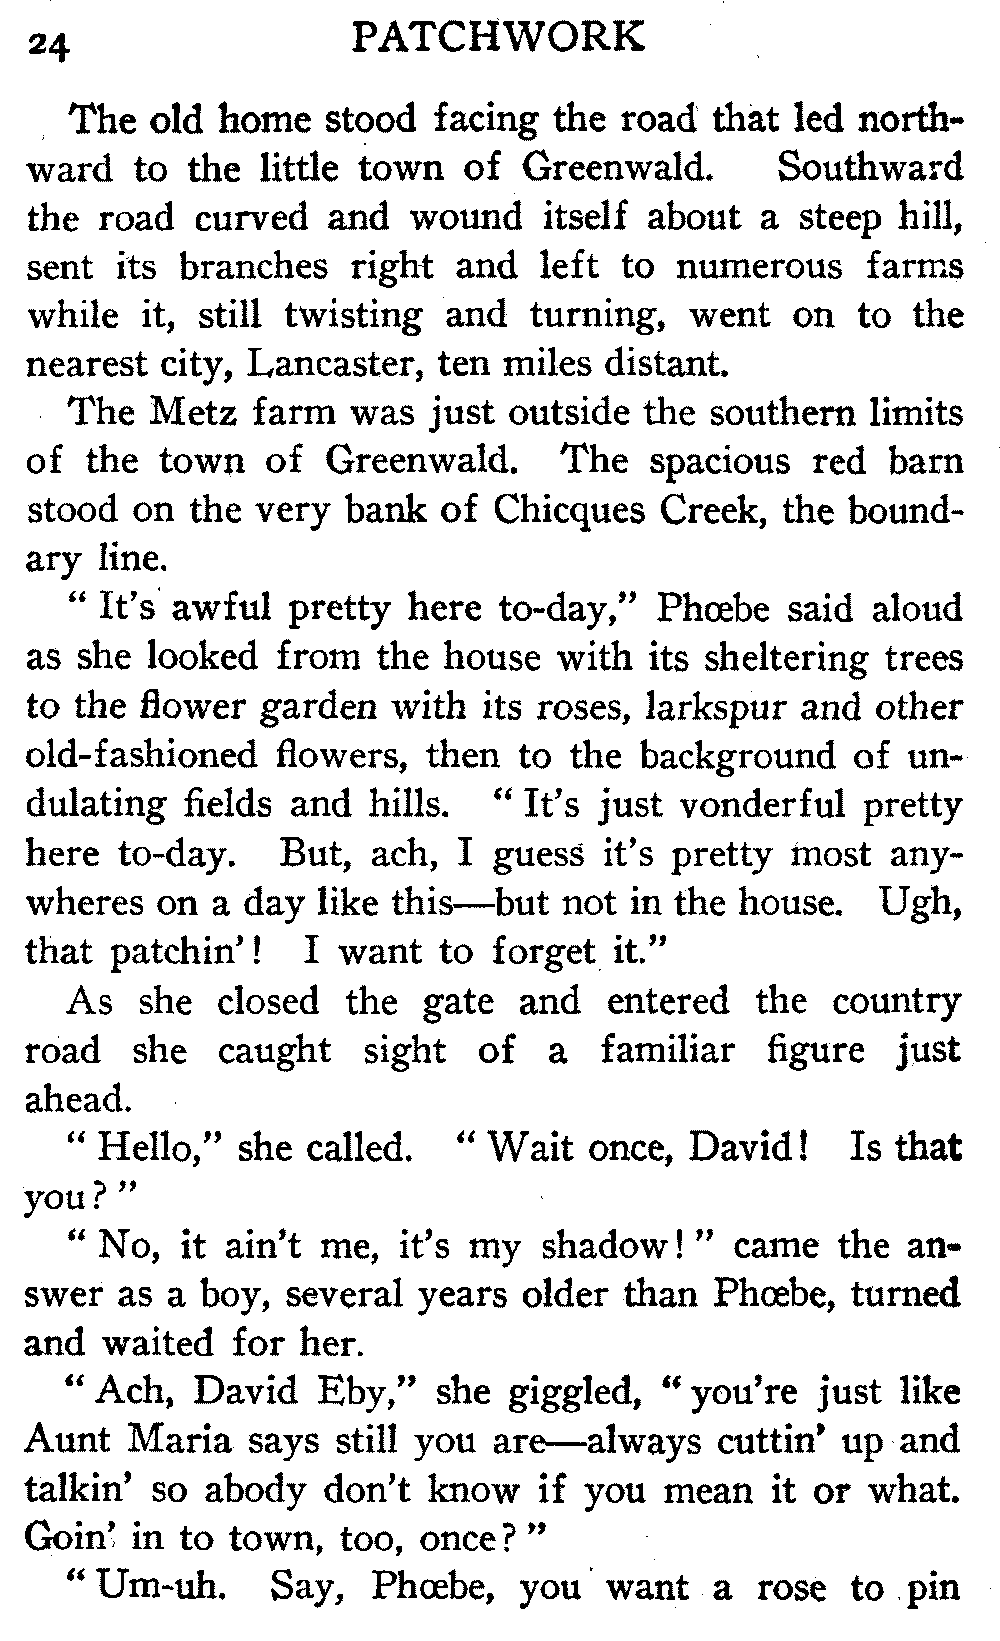 24 PATCHWORK
The old home stood facing the road that led north-
ward to the little town of Greenwald. Southward
the road curved and wound itself about a steep hill,
sent its branches right and left to numerous farms
while it, still twisting and turning, went on to the
nearest city, Lancaster, ten miles distant.
The Metz farm was just outside the southern limits
of the town of Greenwald. The spacious red barn
stood on the very bank of Chicques Creek, the bound-
ary line.
“ It's awful pretty here to-day,” Phœbe said aloud
as she looked from the house with its sheltering trees
to the flower garden with its roses, larkspur and other
old-fashioned flowers, then to the background of un-
dulating fields and hills. “ It's just vonderful pretty
here to-day. But, ach, I guess it's pretty most any-
wheres on a day like this—but not in the house. Ugh,
that patchin'! I want to forget it.”
As she closed the gate and entered the country
road she caught sight of a familiar figure just
ahead.
“ Hello,” she called. “ Wait once, David! Is that
you? ”
“ No, it ain't me, it's my shadow! ” came the an-
swer as a boy, several years older than Phœbe, turned
and waited for her.
“ Ach, David Eby,” she giggled, “ you're just like
Aunt Maria says still you are—always cuttin' up and
talkin' so abody don't know if you mean it or what.
Goin' in to town, too, once? ”
“ Um-uh. Say, Phœbe, you want a rose to pin